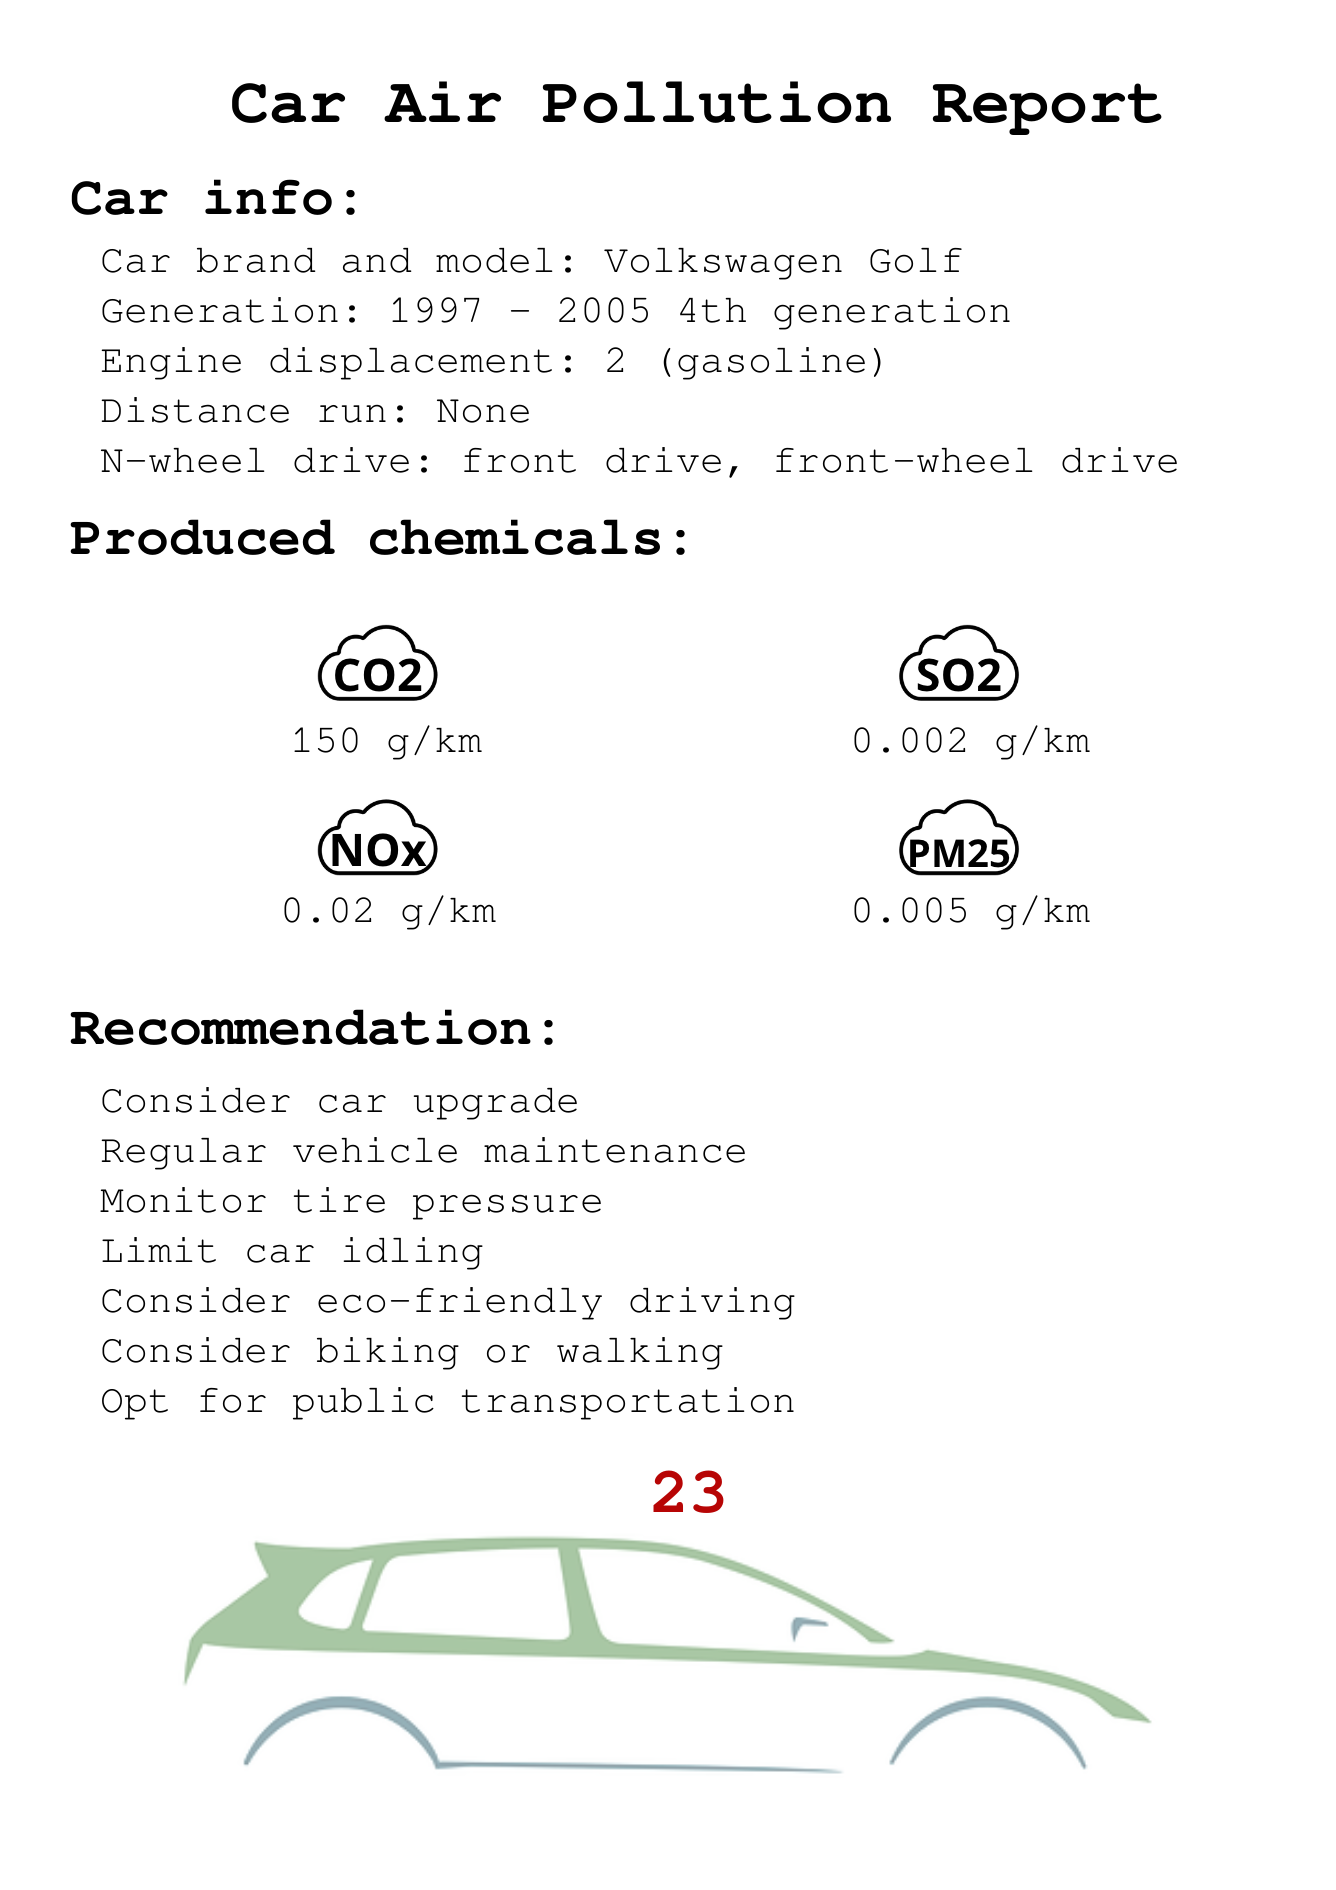 Car Air Pollution Report
Car info:
Car brand and model: Volkswagen Golf
Generation: 1997 - 2005 4th generation
Engine displacement: 2 (gasoline)
Distance run: None
N-wheel drive: front drive, front-wheel drive
Produced chemicals:
CO2 SO2
150 g/km 0.002 g/km
NOx PM25
0.02 g/km 0.005 g/km
Recommendation:
Consider car upgrade
Regular vehicle maintenance
Monitor tire pressure
Limit car idling
Consider eco-friendly driving
Consider biking or walking
Opt for public transportation
23